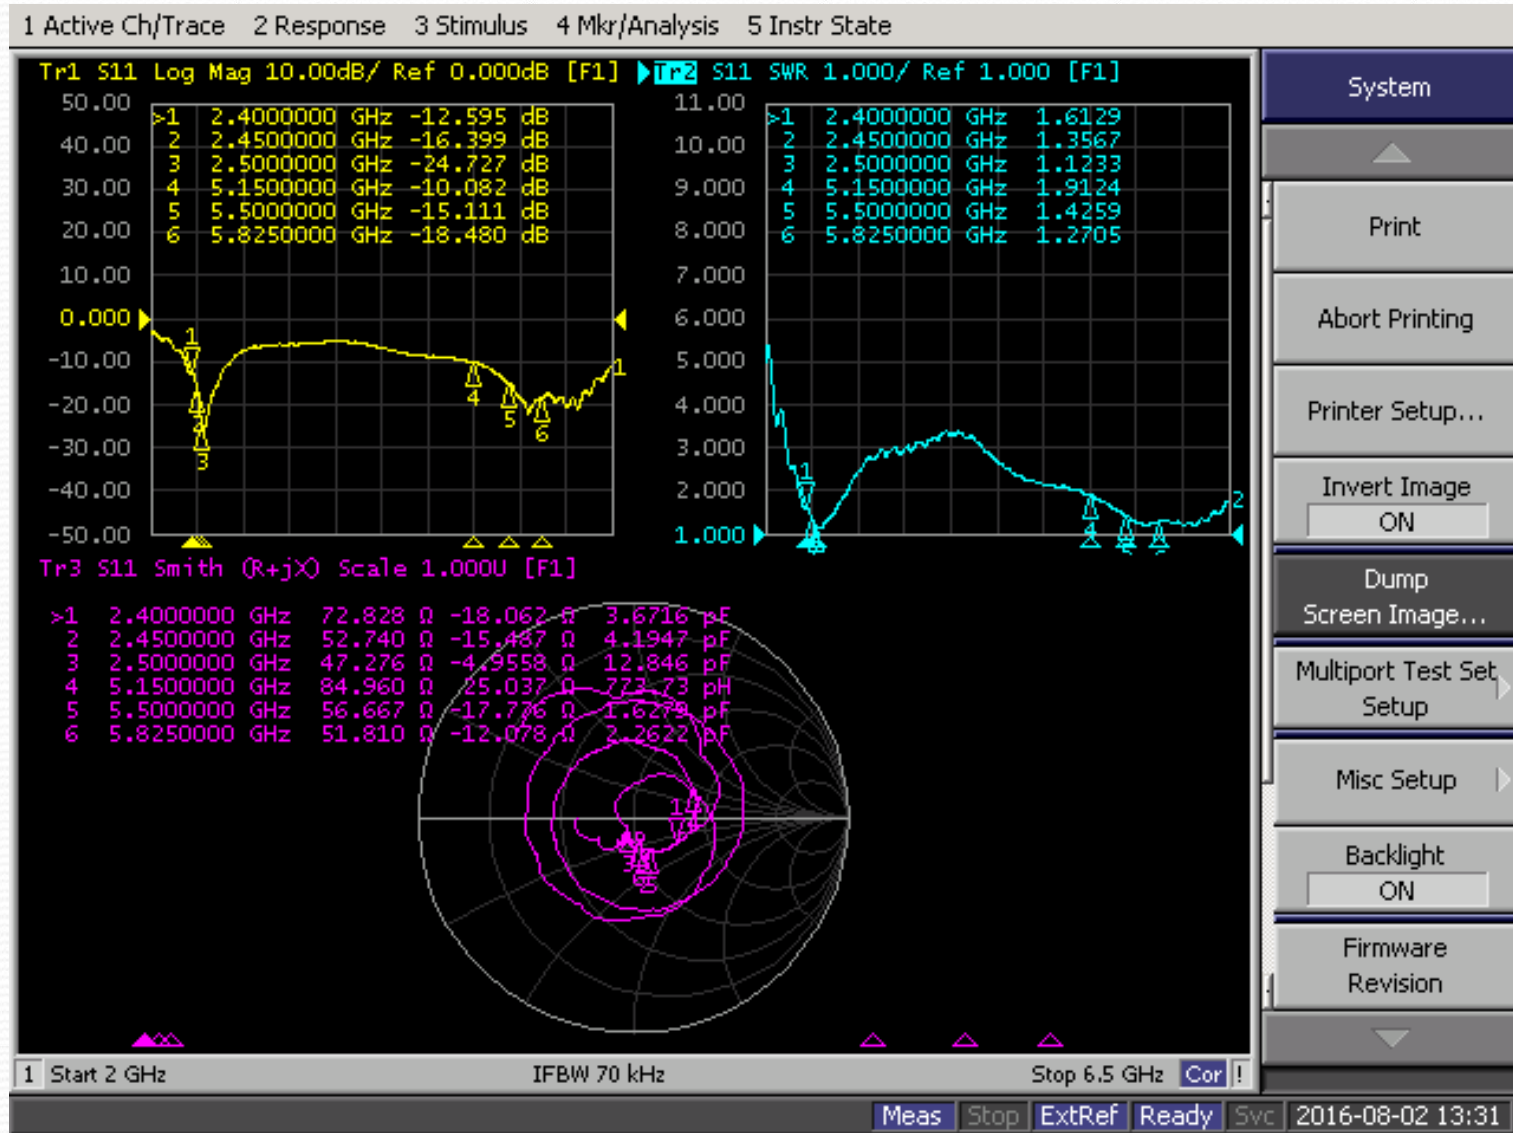 1 Active Ch/Trace 2 Response 3 Stimulus 4 Mkr/Analysis 5 Instr State
Tr1 S11 Log Mag 10.00dB/ Ref 0.000dB [F1]
50.00
40.00
30.00
20.00
10.00
0.000
-10.00
-20.00
-30.00
-40.00
-50.00
>1 2.4000000 GHz -12.595 dB
2 2.4500000 GHz -16.399 dB
3 2.5000000 GHz -24.727 dB
4 5.1500000 GHz -10.082 dB
5 5.5000000 GHz -15.111 dB
6 5.8250000 GHz -18.480 dB
1
2
3
4
5
6
1
Tr2 S11 SWR 1.000/ Ref 1.000 [F1]
11.00
10.00
9.000
8.000
7.000
6.000
5.000
4.000
3.000
2.000
1.000
>1 2.4000000 GHz 1.6129
2 2.4500000 GHz 1.3567
3 2.5000000 GHz 1.1233
4 5.1500000 GHz 1.9124
5 5.5000000 GHz 1.4259
6 5.8250000 GHz 1.2705
1
4
2
Tr3 S11 Smith (R+jX) Scale 1.000U [F1]
>1 2.4000000 GHz 72.828 Ω -18.062 Ω 3.6716 pF
2 2.4500000 GHz 52.740 Ω -15.487 Ω 4.1947 pF
3 2.5000000 GHz 47.276 Ω -4.9558 Ω 12.846 pF
4 5.1500000 GHz 84.960 Ω 25.037 Ω 773.73 pH
5 5.5000000 GHz 56.667 Ω -17.776 Ω 1.6279 pF
6 5.8250000 GHz 51.810 Ω -12.078 Ω 2.2622 pF
1
1 Start 2 GHz IFBW 70 kHz Stop 6.5 GHz Cor !
Meas Stop ExtRef Ready Svc 2016-08-02 13:31
System
Print
Abort Printing
Printer Setup...
Invert Image
ON
Dump
Screen Image...
Multiport Test Set
Setup
Misc Setup
Backlight
ON
Firmware
Revision